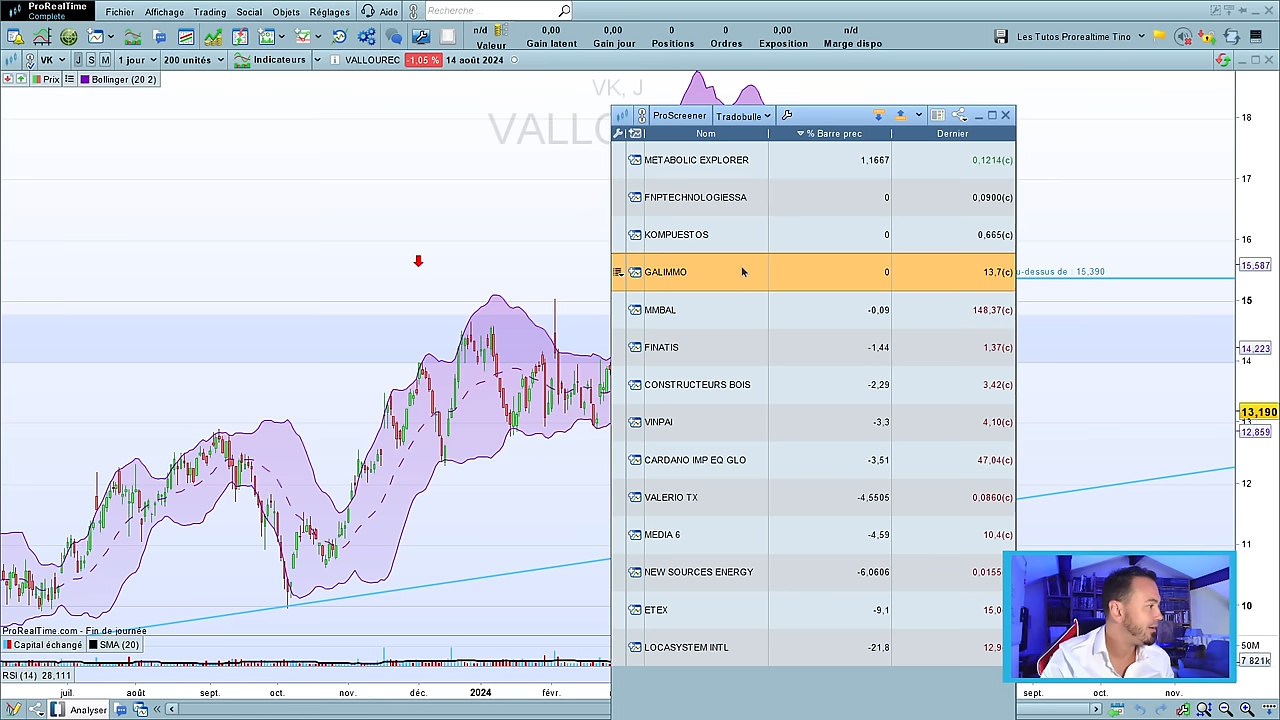 ProRealTime
Complete
Fichier Affichage Trading Social Objets Réglages Aide Recherche
n/d 0,00 0,00 0 0 0,00 n/d
Valeur Gain latent Gain jour Positions Ordres Exposition Marge dispo
Les Tutos Prorealtime Tino
VK J S M 1 jour 200 unités Indicateurs VALLOUREC -1,05 % 14 août 2024
Prix Bollinger (20 2)
VK, J
VALLO
ProScreener Tradobulle
Nom % Barre prec Dernier
METABOLIC EXPLORER 1,1667 0,1214(c)
FNPTECHNOLOGIESSA 0 0,0900(c)
KOMPUESTOS 0 0,665(c)
GALIMMO 0 13,7(c)
MMBAL -0,09 148,37(c)
FINATIS -1,44 1,37(c)
CONSTRUCTEURS BOIS -2,29 3,42(c)
VINPAI -3,3 4,10(c)
CARDANO IMP EQ GLO -3,51 47,04(c)
VALERIO TX -4,5505 0,0860(c)
MEDIA 6 -4,59 10,4(c)
NEW SOURCES ENERGY -6,0606 0,0155
ETEX -9,1 15,0
LOCASYSTEM INTL -21,8 12,0
u-dessus de : 15,390
18
17
16
15,587
15
14,223
14
13,190
13
12,859
12
11
10
50M
7 821k
ProRealTime.com - Fin de journée
Capital échangé SMA (20)
RSI (14) 28,111
juil. août sept. oct. nov. déc. 2024 févr. sept. oct. nov.
Analyser